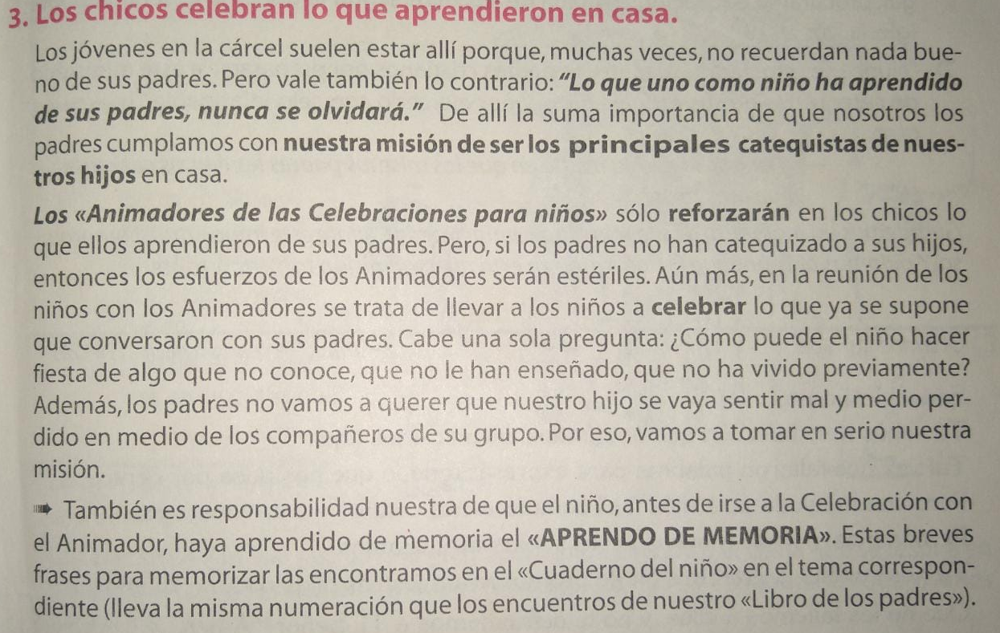 3. Los chicos celebran lo que aprendieron en casa.
Los jóvenes en la cárcel suelen estar allí porque, muchas veces, no recuerdan nada bue-
no de sus padres. Pero vale también lo contrario: “Lo que uno como niño ha aprendido
de sus padres, nunca se olvidará.” De allí la suma importancia de que nosotros los
padres cumplamos con nuestra misión de ser los principales catequistas de nues-
tros hijos en casa.
Los «Animadores de las Celebraciones para niños» sólo reforzarán en los chicos lo
que ellos aprendieron de sus padres. Pero, si los padres no han catequizado a sus hijos,
entonces los esfuerzos de los Animadores serán estériles. Aún más, en la reunión de los
niños con los Animadores se trata de llevar a los niños a celebrar lo que ya se supone
que conversaron con sus padres. Cabe una sola pregunta: ¿Cómo puede el niño hacer
fiesta de algo que no conoce, que no le han enseñado, que no ha vivido previamente?
Además, los padres no vamos a querer que nuestro hijo se vaya sentir mal y medio per-
dido en medio de los compañeros de su grupo. Por eso, vamos a tomar en serio nuestra
misión.
➠ También es responsabilidad nuestra de que el niño, antes de irse a la Celebración con
el Animador, haya aprendido de memoria el «APRENDO DE MEMORIA». Estas breves
frases para memorizar las encontramos en el «Cuaderno del niño» en el tema correspon-
diente (lleva la misma numeración que los encuentros de nuestro «Libro de los padres»).